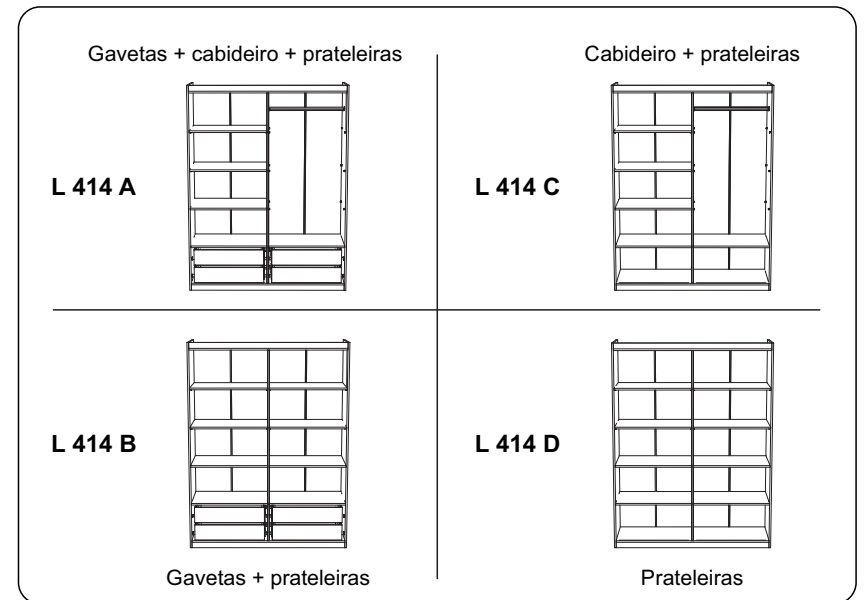 Gavetas + cabideiro + prateleiras
L 414 A
Cabideiro + prateleiras
L 414 C
L 414 B
Gavetas + prateleiras
L 414 D
Prateleiras